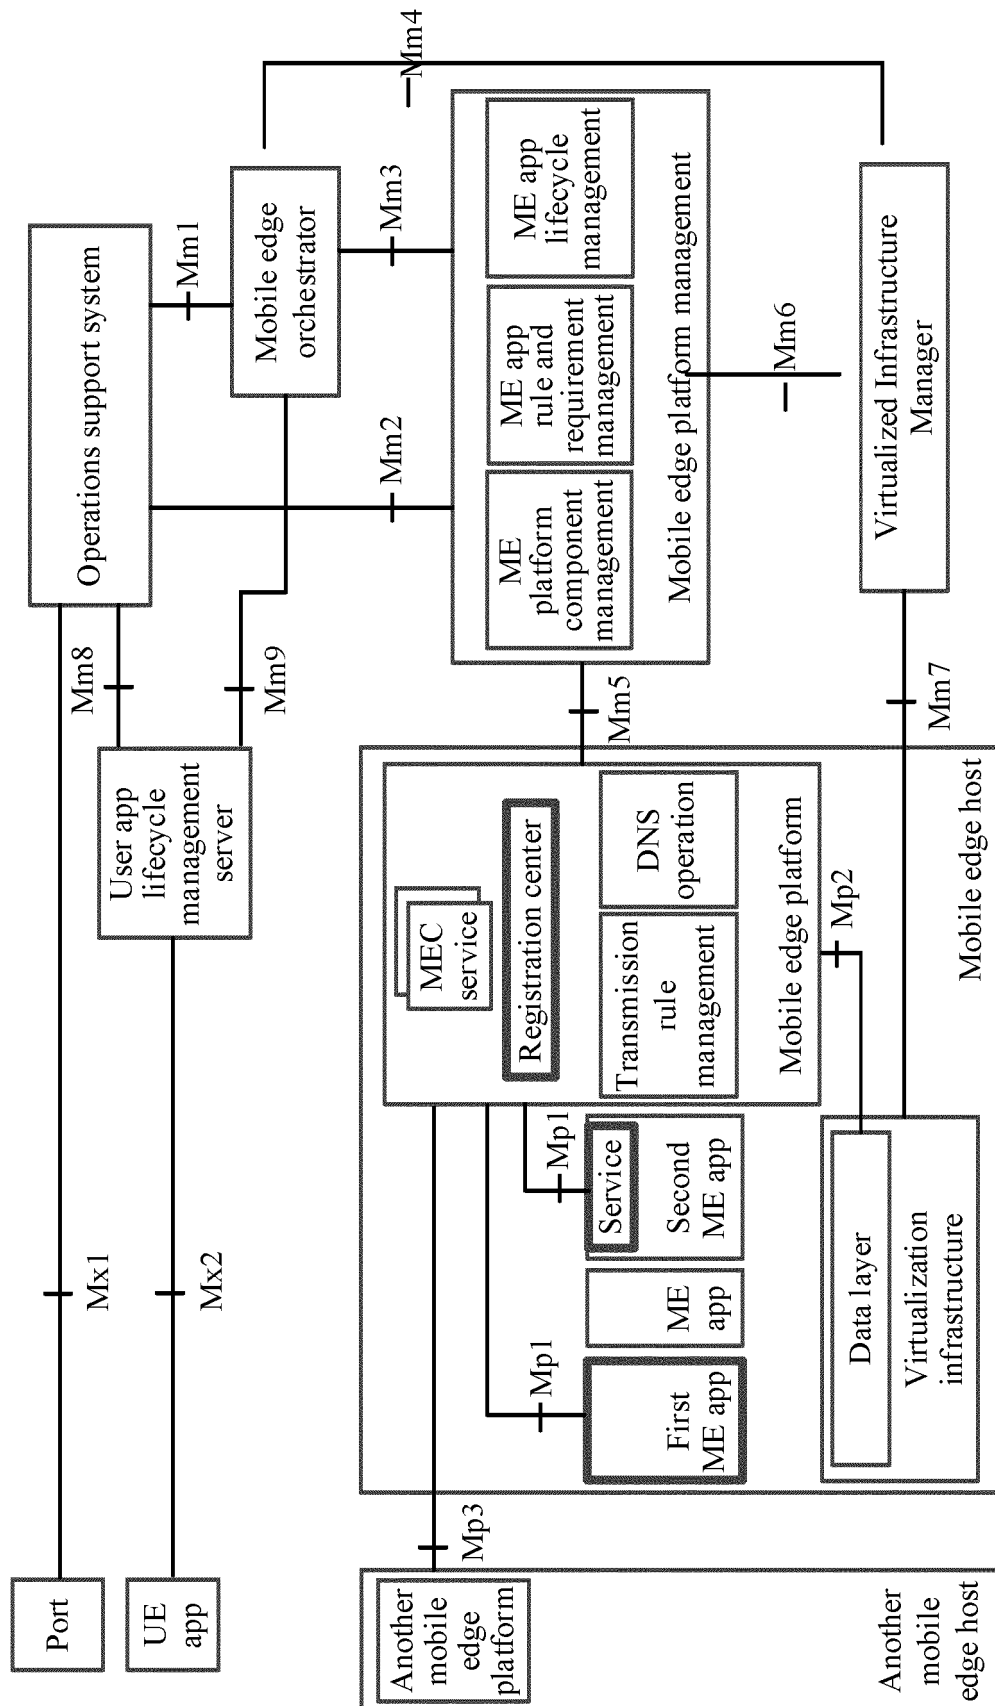 Port
Mx1
Operations support system
UE
app
Mx2
User app
lifecycle
management
server
Mm8
Mm9
Mm1
Mobile edge
orchestrator
Mm2
Mm3
Mm4
Another
mobile
edge
platform
Another
mobile
edge host
Mp3
MEC
service
Registration center
Transmission
rule
management
DNS
operation
Mobile edge platform
Mp1
Mp1
First
ME app
ME
app
Service
Second
ME app
Mp2
Data layer
Virtualization
infrastructure
Mobile edge host
Mm5
ME
platform
component
management
ME app
rule and
requirement
management
ME app
lifecycle
management
Mobile edge platform management
Mm6
Mm7
Virtualized Infrastructure
Manager